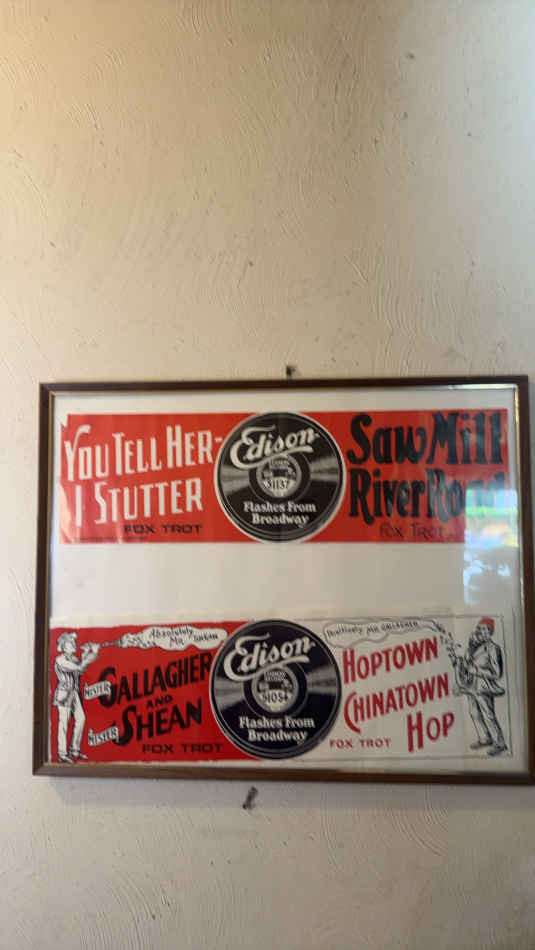 YOU TELL HER-
I STUTTER
FOX TROT
Edison
51137
Flashes From
Broadway
Saw Mill
River Road
FOX TROT
Absolutely
MR. SHEAN
MISTER GALLAGHER
AND
MISTER SHEAN
FOX TROT
Edison
51054
Flashes From
Broadway
Positively MR. GALLAGHER
HOPTOWN
CHINATOWN
HOP
FOX TROT